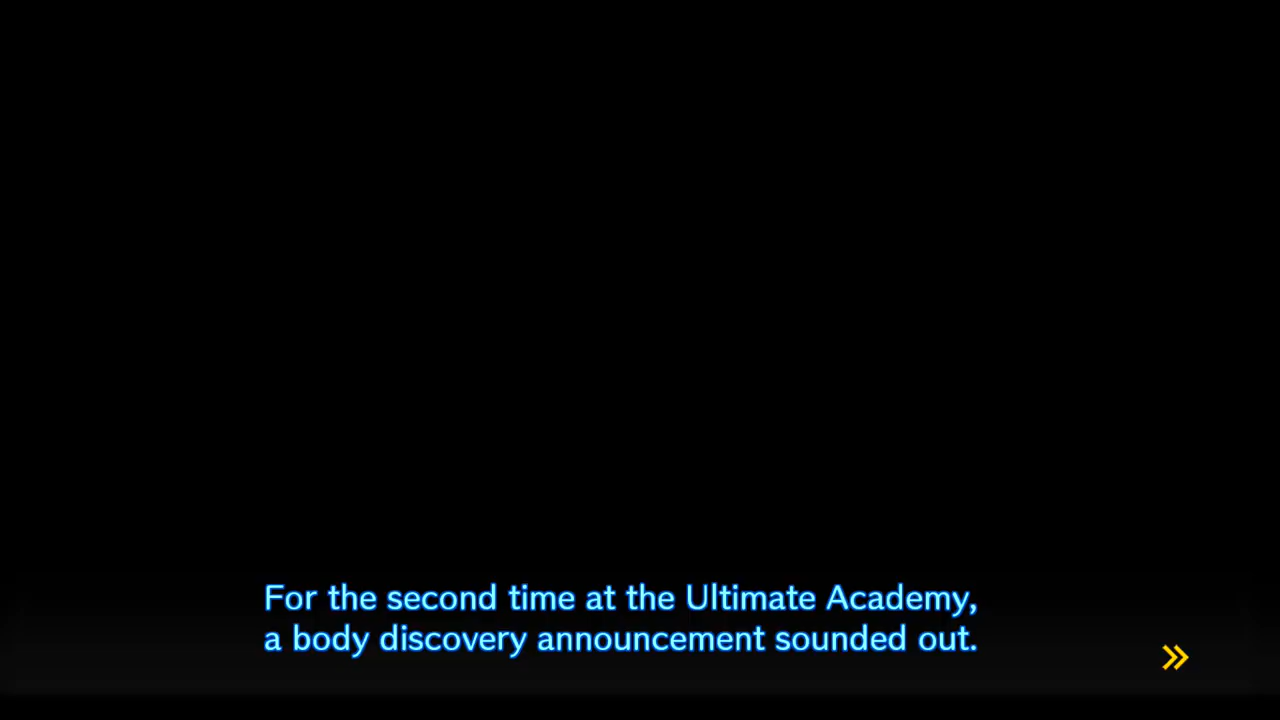 For the second time at the Ultimate Academy,
a body discovery announcement sounded out.